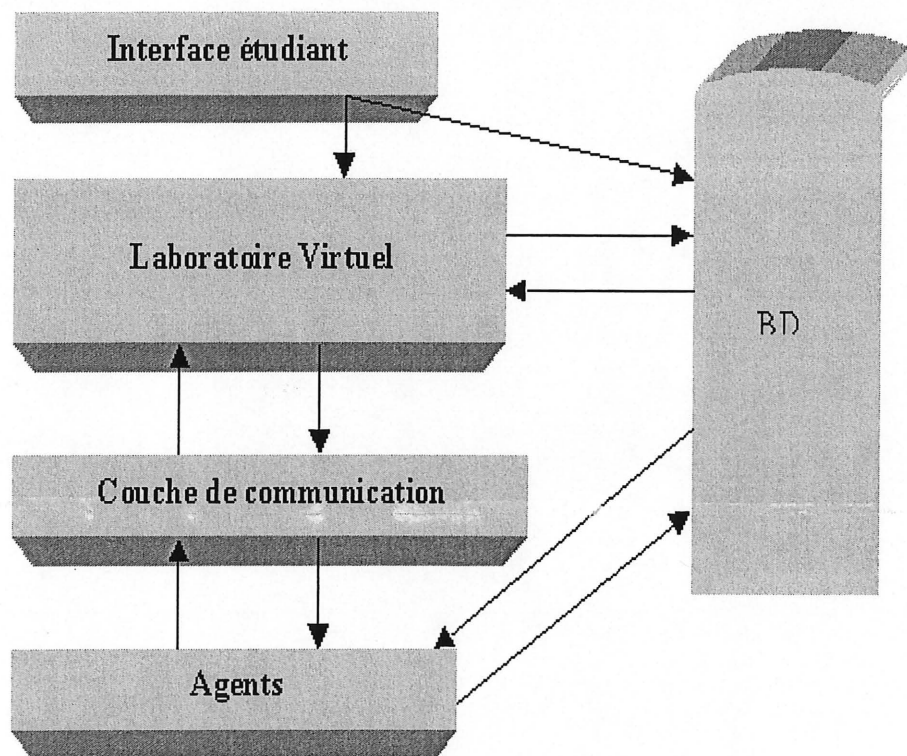 Interface étudiant
Laboratoire Virtuel
BD
Couche de communication
Agents